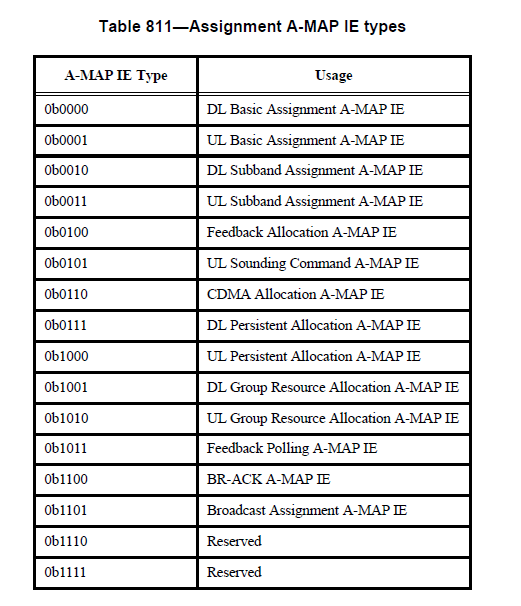 Table 811—Assignment A-MAP IE types
A-MAP IE Type Usage
0b0000 DL Basic Assignment A-MAP IE
0b0001 UL Basic Assignment A-MAP IE
0b0010 DL Subband Assignment A-MAP IE
0b0011 UL Subband Assignment A-MAP IE
0b0100 Feedback Allocation A-MAP IE
0b0101 UL Sounding Command A-MAP IE
0b0110 CDMA Allocation A-MAP IE
0b0111 DL Persistent Allocation A-MAP IE
0b1000 UL Persistent Allocation A-MAP IE
0b1001 DL Group Resource Allocation A-MAP IE
0b1010 UL Group Resource Allocation A-MAP IE
0b1011 Feedback Polling A-MAP IE
0b1100 BR-ACK A-MAP IE
0b1101 Broadcast Assignment A-MAP IE
0b1110 Reserved
0b1111 Reserved